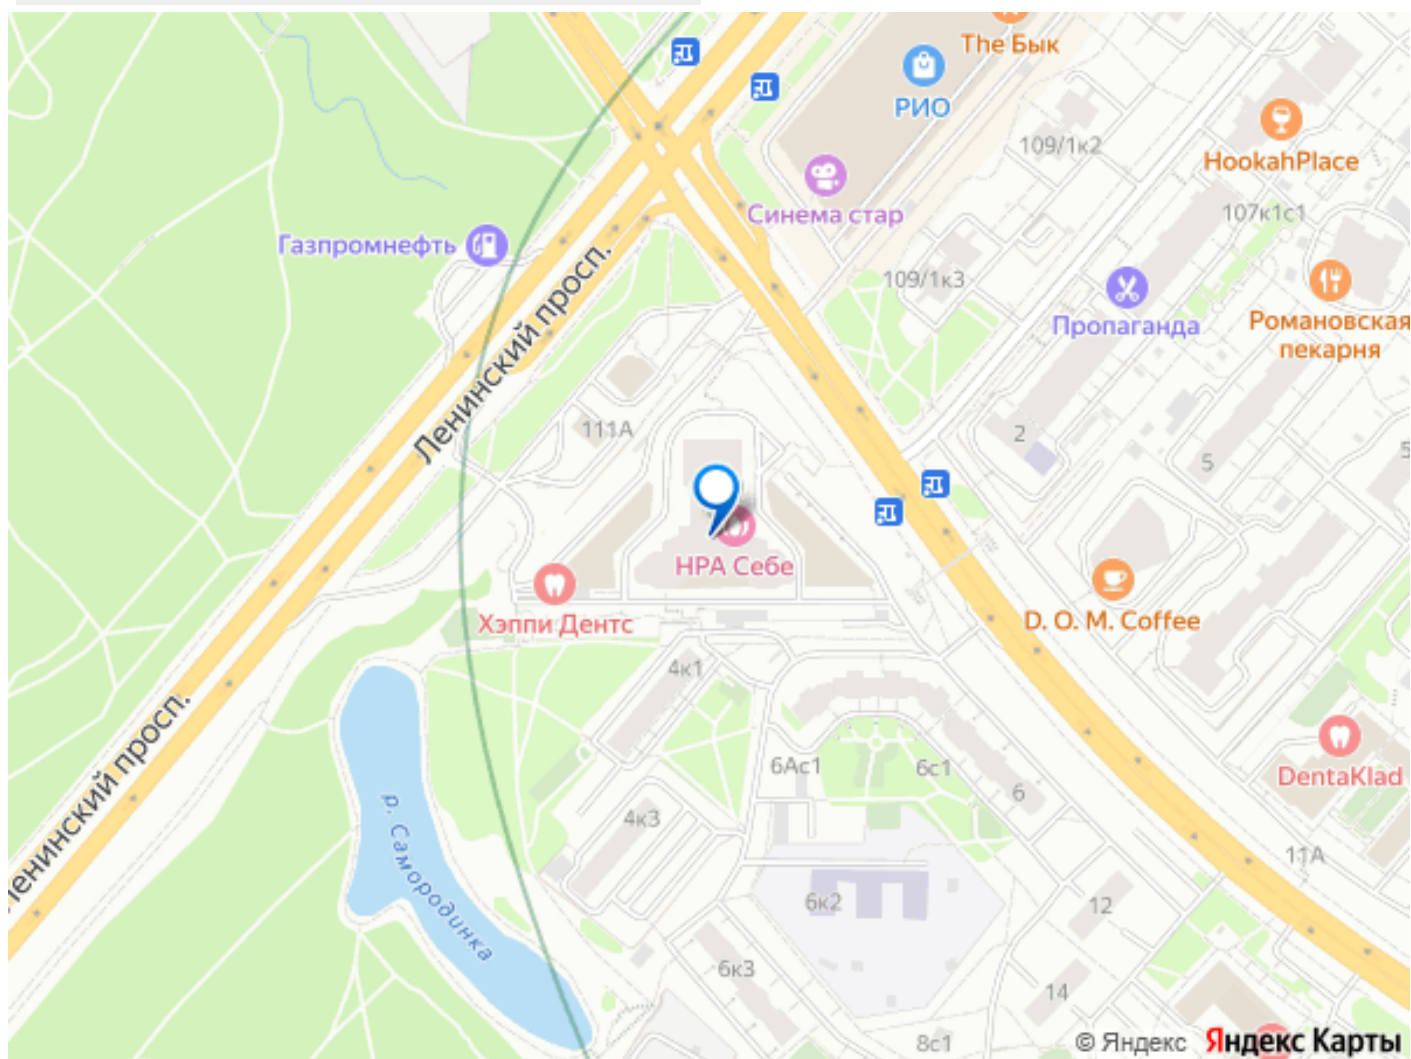 The Бык
РИО
109/1к2
HookahPlace
Синема стар
107к1с1
Газпромнефть
109/1к3
Пропаганда
Романовская
пекарня
Ленинский просп.
111А
2
5
5
НРА Себе
Хэппи Дентс
D. O. M. Coffee
4к1
Ленинский просп.
6Ас1
6с1
6
DentaKlad
4к3
р. Самородинка
11А
6к2
12
6к3
14
8с1
© Яндекс Яндекс Карты